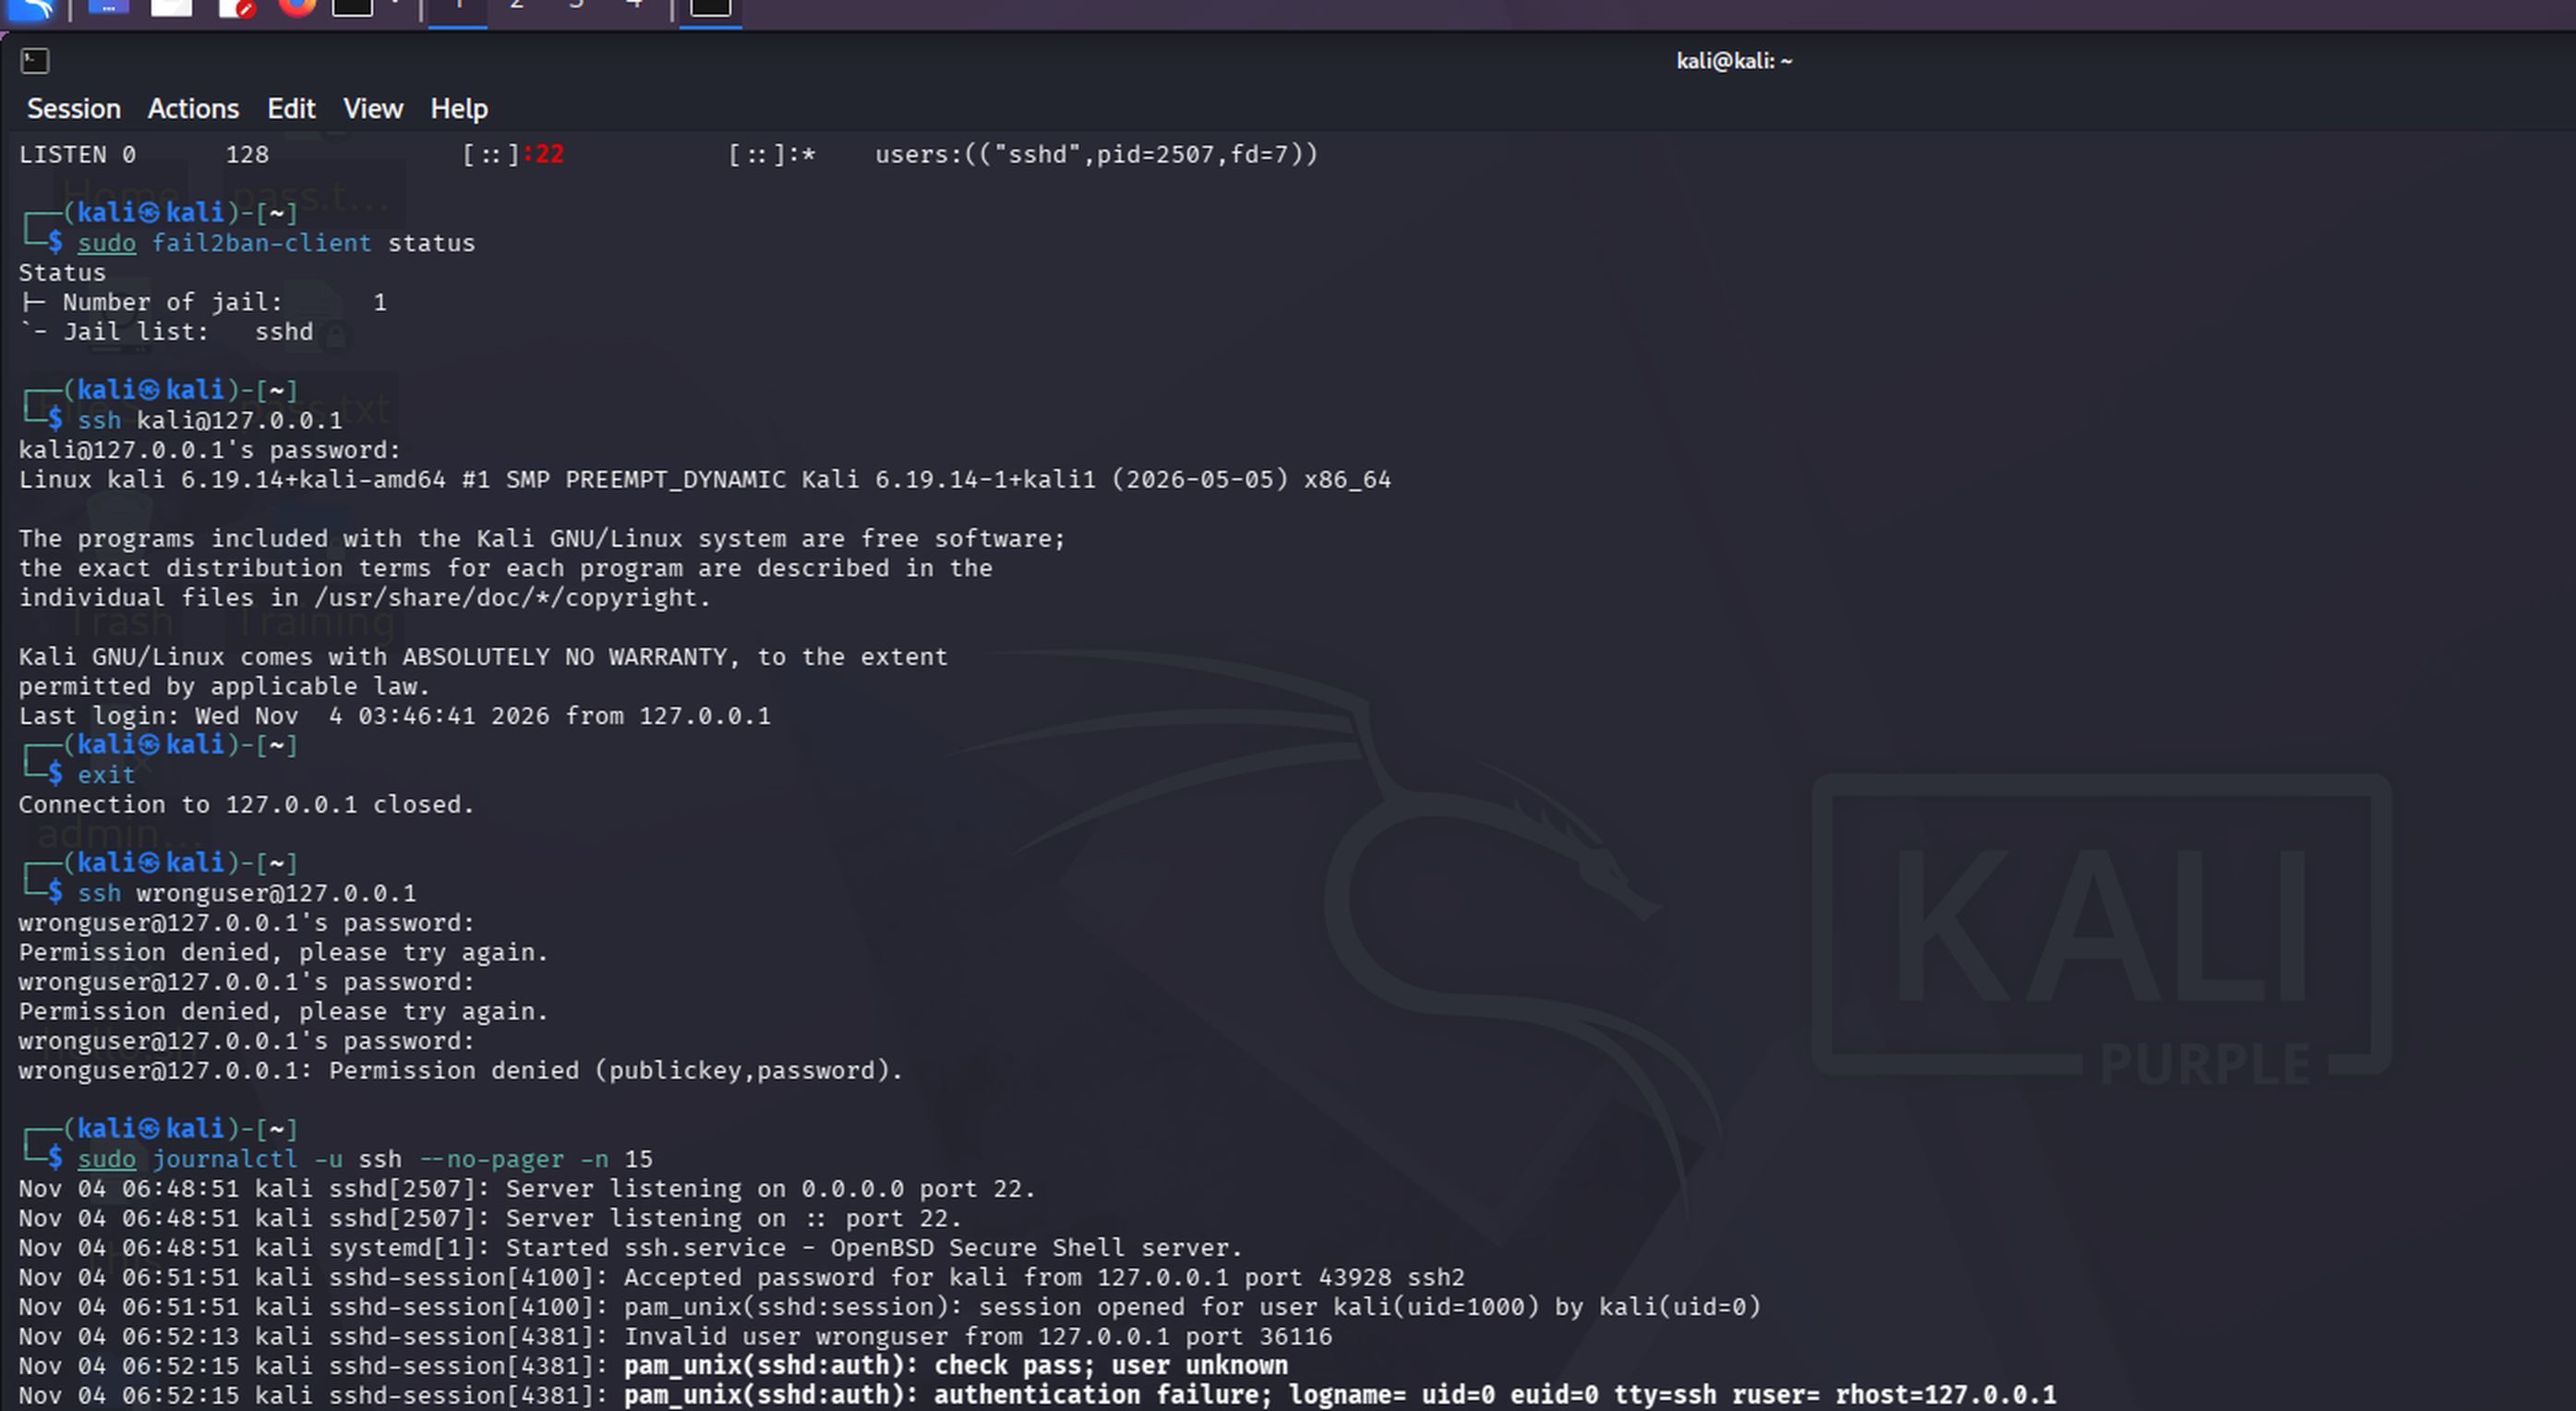 1 2 3 4
kali@kali: ~
Session Actions Edit View Help
LISTEN 0 128 [::]:22 [::]:* users:(("sshd",pid=2507,fd=7))
Home pass.t...
┌──(kali㉿kali)-[~]
└─$ sudo fail2ban-client status
Status
|- Number of jail: 1
`- Jail list: sshd
┌──(kali㉿kali)-[~]
└─$ ssh kali@127.0.0.1
kali@127.0.0.1's password:
Linux kali 6.19.14+kali-amd64 #1 SMP PREEMPT_DYNAMIC Kali 6.19.14-1+kali1 (2026-05-05) x86_64
The programs included with the Kali GNU/Linux system are free software;
the exact distribution terms for each program are described in the
individual files in /usr/share/doc/*/copyright.
Trash Training
Kali GNU/Linux comes with ABSOLUTELY NO WARRANTY, to the extent
permitted by applicable law.
Last login: Wed Nov  4 03:46:41 2026 from 127.0.0.1
┌──(kali㉿kali)-[~]
└─$ exit
Connection to 127.0.0.1 closed.
admin...
┌──(kali㉿kali)-[~]
└─$ ssh wronguser@127.0.0.1
wronguser@127.0.0.1's password:
Permission denied, please try again.
wronguser@127.0.0.1's password:
Permission denied, please try again.
wronguser@127.0.0.1's password:
wronguser@127.0.0.1: Permission denied (publickey,password).
KALI
PURPLE
┌──(kali㉿kali)-[~]
└─$ sudo journalctl -u ssh --no-pager -n 15
Nov 04 06:48:51 kali sshd[2507]: Server listening on 0.0.0.0 port 22.
Nov 04 06:48:51 kali sshd[2507]: Server listening on :: port 22.
Nov 04 06:48:51 kali systemd[1]: Started ssh.service - OpenBSD Secure Shell server.
Nov 04 06:51:51 kali sshd-session[4100]: Accepted password for kali from 127.0.0.1 port 43928 ssh2
Nov 04 06:51:51 kali sshd-session[4100]: pam_unix(sshd:session): session opened for user kali(uid=1000) by kali(uid=0)
Nov 04 06:52:13 kali sshd-session[4381]: Invalid user wronguser from 127.0.0.1 port 36116
Nov 04 06:52:15 kali sshd-session[4381]: pam_unix(sshd:auth): check pass; user unknown
Nov 04 06:52:15 kali sshd-session[4381]: pam_unix(sshd:auth): authentication failure; logname= uid=0 euid=0 tty=ssh ruser= rhost=127.0.0.1